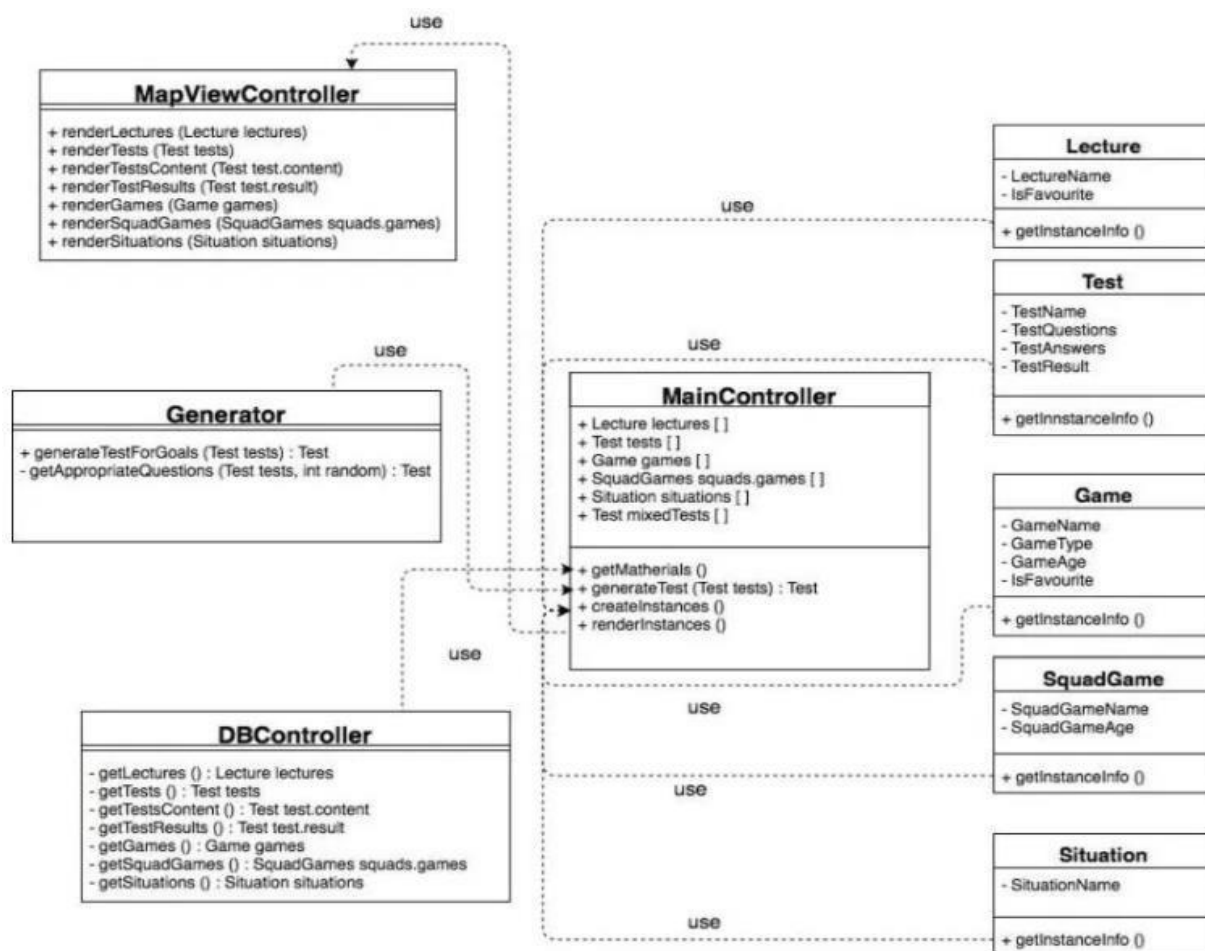 use
MapViewController
+ renderLectures (Lecture lectures)
+ renderTests (Test tests)
+ renderTestsContent (Test test.content)
+ renderTestResults (Test test.result)
+ renderGames (Game games)
+ renderSquadGames (SquadGames squads.games)
+ renderSituations (Situation situations)
use
Generator
+ generateTestForGoals (Test tests) : Test
- getAppropriateQuestions (Test tests, int random) : Test
use
DBController
- getLectures () : Lecture lectures
- getTests () : Test tests
- getTestsContent () : Test test.content
- getTestResults () : Test test.result
- getGames () : Game games
- getSquadGames () : SquadGames squads.games
- getSituations () : Situation situations
use
use
MainController
+ Lecture lectures [ ]
+ Test tests [ ]
+ Game games [ ]
+ SquadGames squads.games [ ]
+ Situation situations [ ]
+ Test mixedTests [ ]
+ getMatherials ()
+ generateTest (Test tests) : Test
+ createInstances ()
+ renderInstances ()
use
use
use
Lecture
- LectureName
- IsFavourite
+ getInstanceInfo ()
Test
- TestName
- TestQuestions
- TestAnswers
- TestResult
+ getInnstanceInfo ()
Game
- GameName
- GameType
- GameAge
- IsFavourite
+ getInstanceInfo ()
SquadGame
- SquadGameName
- SquadGameAge
+ getInstanceInfo ()
Situation
- SituationName
+ getInstanceInfo ()